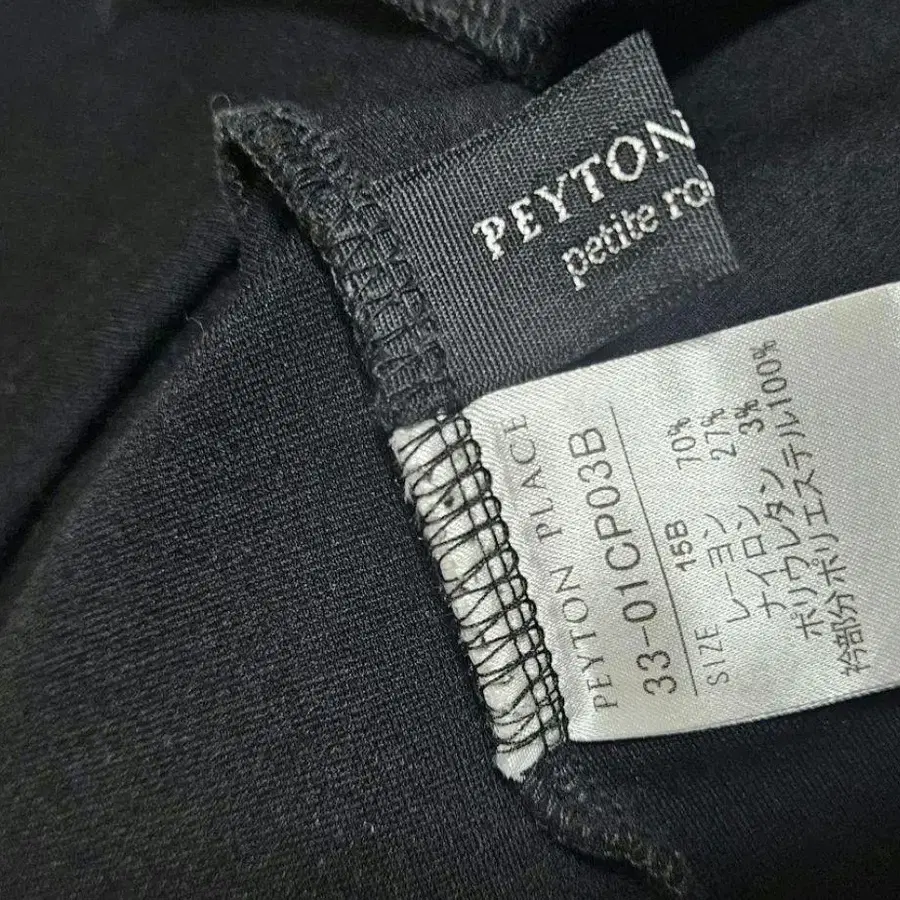 PEYTON
petite
PEYTON PLACE
33-01CP03B
SIZE 15B
レーヨン 70%
ナイロン 27%
ポリウレタン 3%
衿部分ポリエステル100%